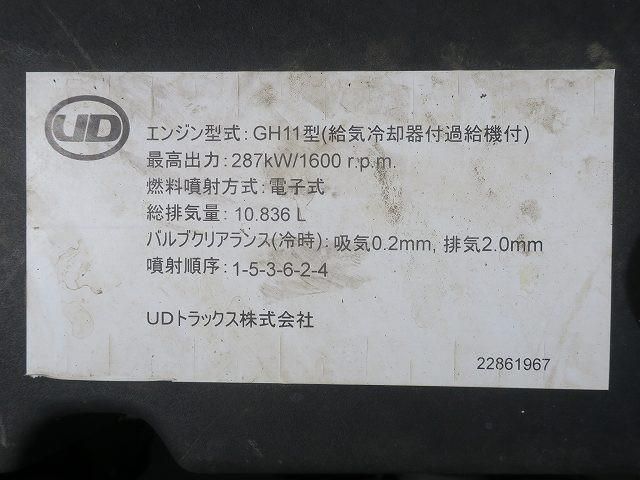 UD
エンジン型式: GH11型(給気冷却器付過給機付)
最高出力: 287kW/1600 r.p.m.
燃料噴射方式: 電子式
総排気量: 10.836 L
バルブクリアランス(冷時): 吸気0.2mm, 排気2.0mm
噴射順序: 1-5-3-6-2-4
UDトラックス株式会社
22861967